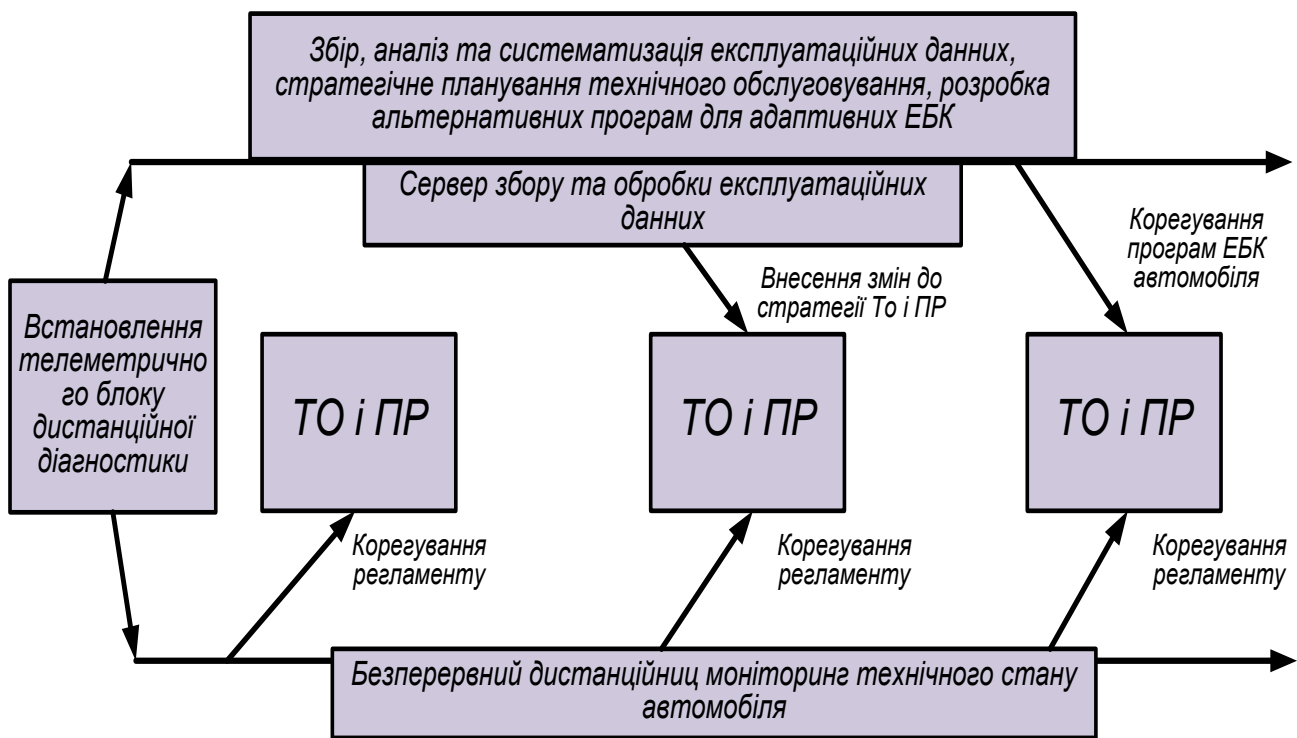 Збір, аналіз та систематизація експлуатаційних данних,
стратегічне планування технічного обслуговування, розробка
альтернативних програм для адаптивних ЕБК
Сервер збору та обробки експлуатаційних
данних
Корегування
програм ЕБК
автомобіля
Внесення змін до
стратегії То і ПР
Встановлення
телеметрично
го блоку
дистанційної
діагностики
ТО і ПР
ТО і ПР
ТО і ПР
Корегування
регламенту
Корегування
регламенту
Корегування
регламенту
Безперервний дистанційниц моніторинг технічного стану
автомобіля